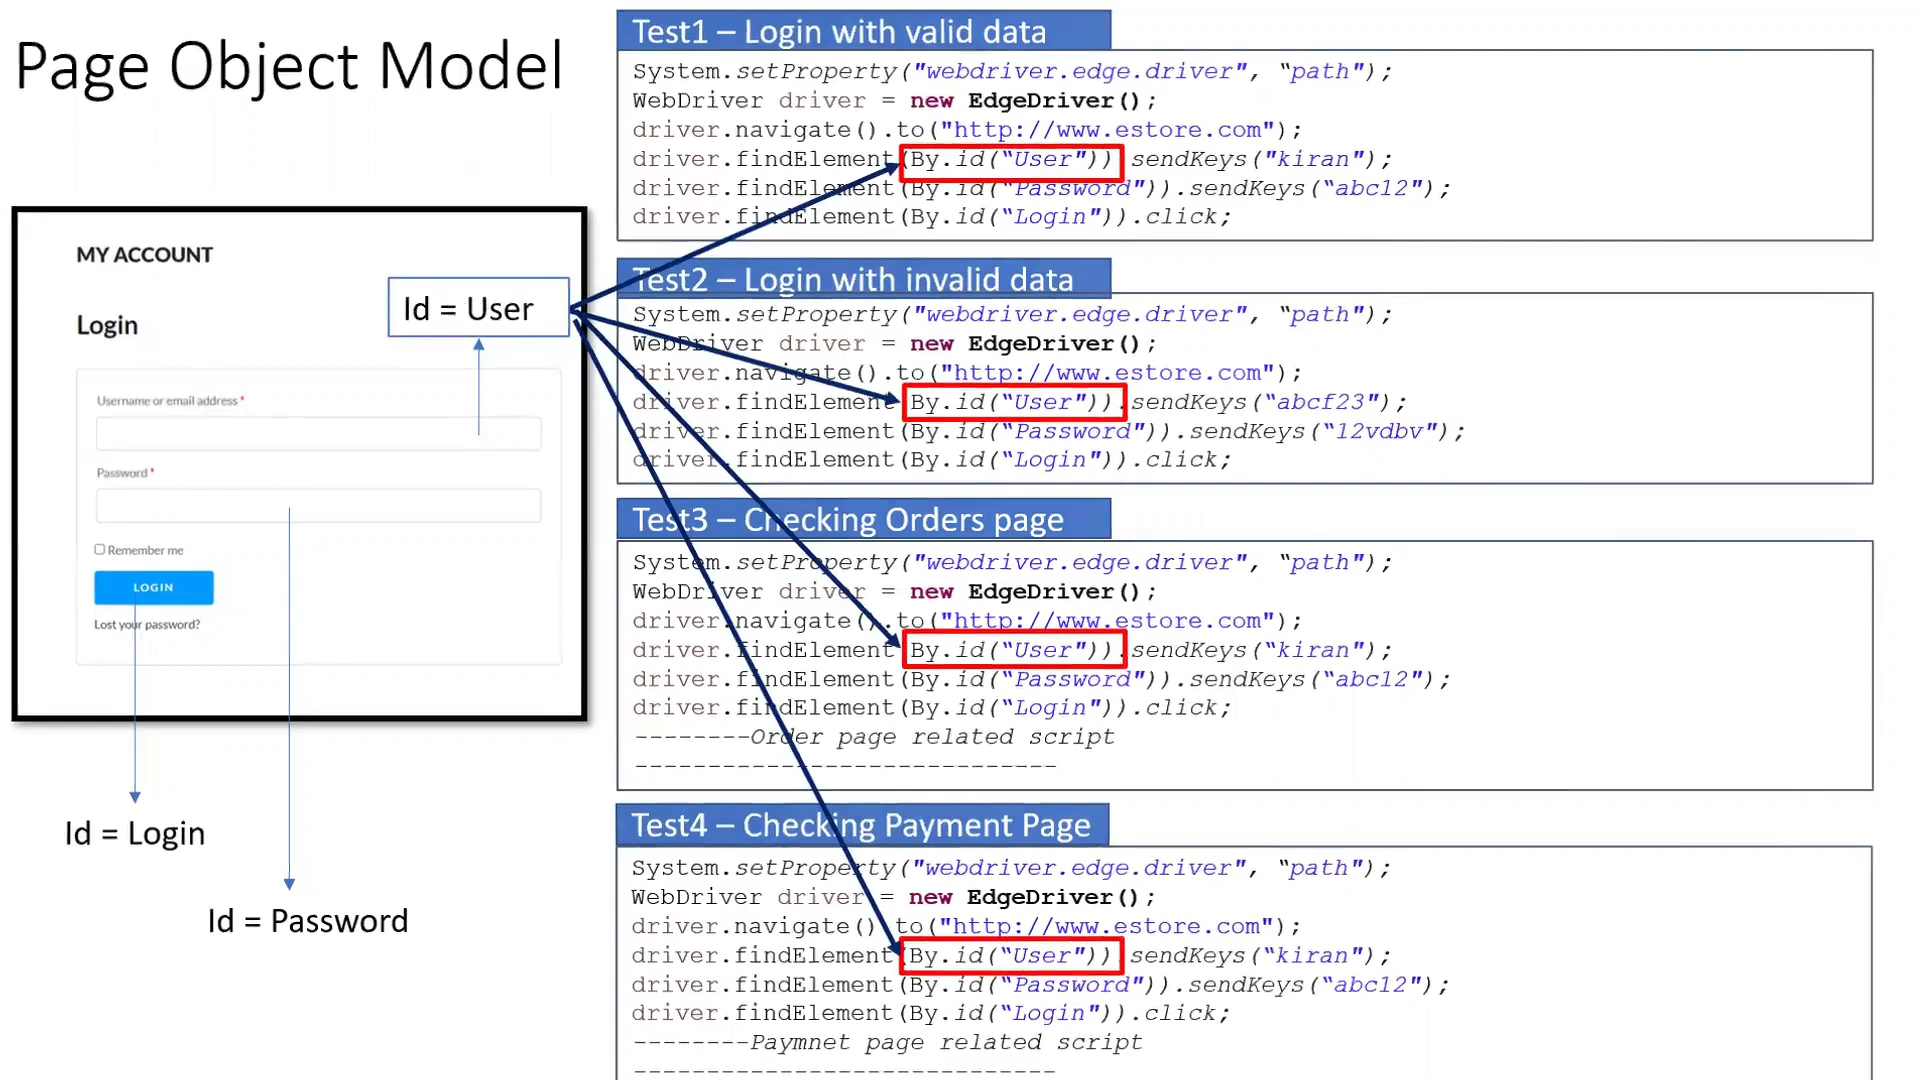 Page Object Model
MY ACCOUNT
Login
Id = User
Username or email address *
Password *
Remember me
LOGIN
Lost your password?
Id = Login
Id = Password
Test1 – Login with valid data
System.setProperty("webdriver.edge.driver", “path");
WebDriver driver = new EdgeDriver();
driver.navigate().to("http://www.estore.com");
driver.findElement(By.id(“User")).sendKeys("kiran");
driver.findElement(By.id(“Password")).sendKeys(“abc12");
driver.findElement(By.id(“Login")).click;
Test2 – Login with invalid data
System.setProperty("webdriver.edge.driver", “path");
WebDriver driver = new EdgeDriver();
driver.navigate().to("http://www.estore.com");
driver.findElement(By.id(“User")).sendKeys(“abcf23");
driver.findElement(By.id(“Password")).sendKeys(“12vdbv");
driver.findElement(By.id(“Login")).click;
Test3 – Checking Orders page
System.setProperty("webdriver.edge.driver", “path");
WebDriver driver = new EdgeDriver();
driver.navigate().to("http://www.estore.com");
driver.findElement(By.id(“User")).sendKeys(“kiran");
driver.findElement(By.id(“Password")).sendKeys(“abc12");
driver.findElement(By.id(“Login")).click;
--------Order page related script
-----------------------------
Test4 – Checking Payment Page
System.setProperty("webdriver.edge.driver", “path");
WebDriver driver = new EdgeDriver();
driver.navigate().to("http://www.estore.com");
driver.findElement(By.id(“User")).sendKeys(“kiran");
driver.findElement(By.id(“Password")).sendKeys(“abc12");
driver.findElement(By.id(“Login")).click;
--------Paymnet page related script
-----------------------------